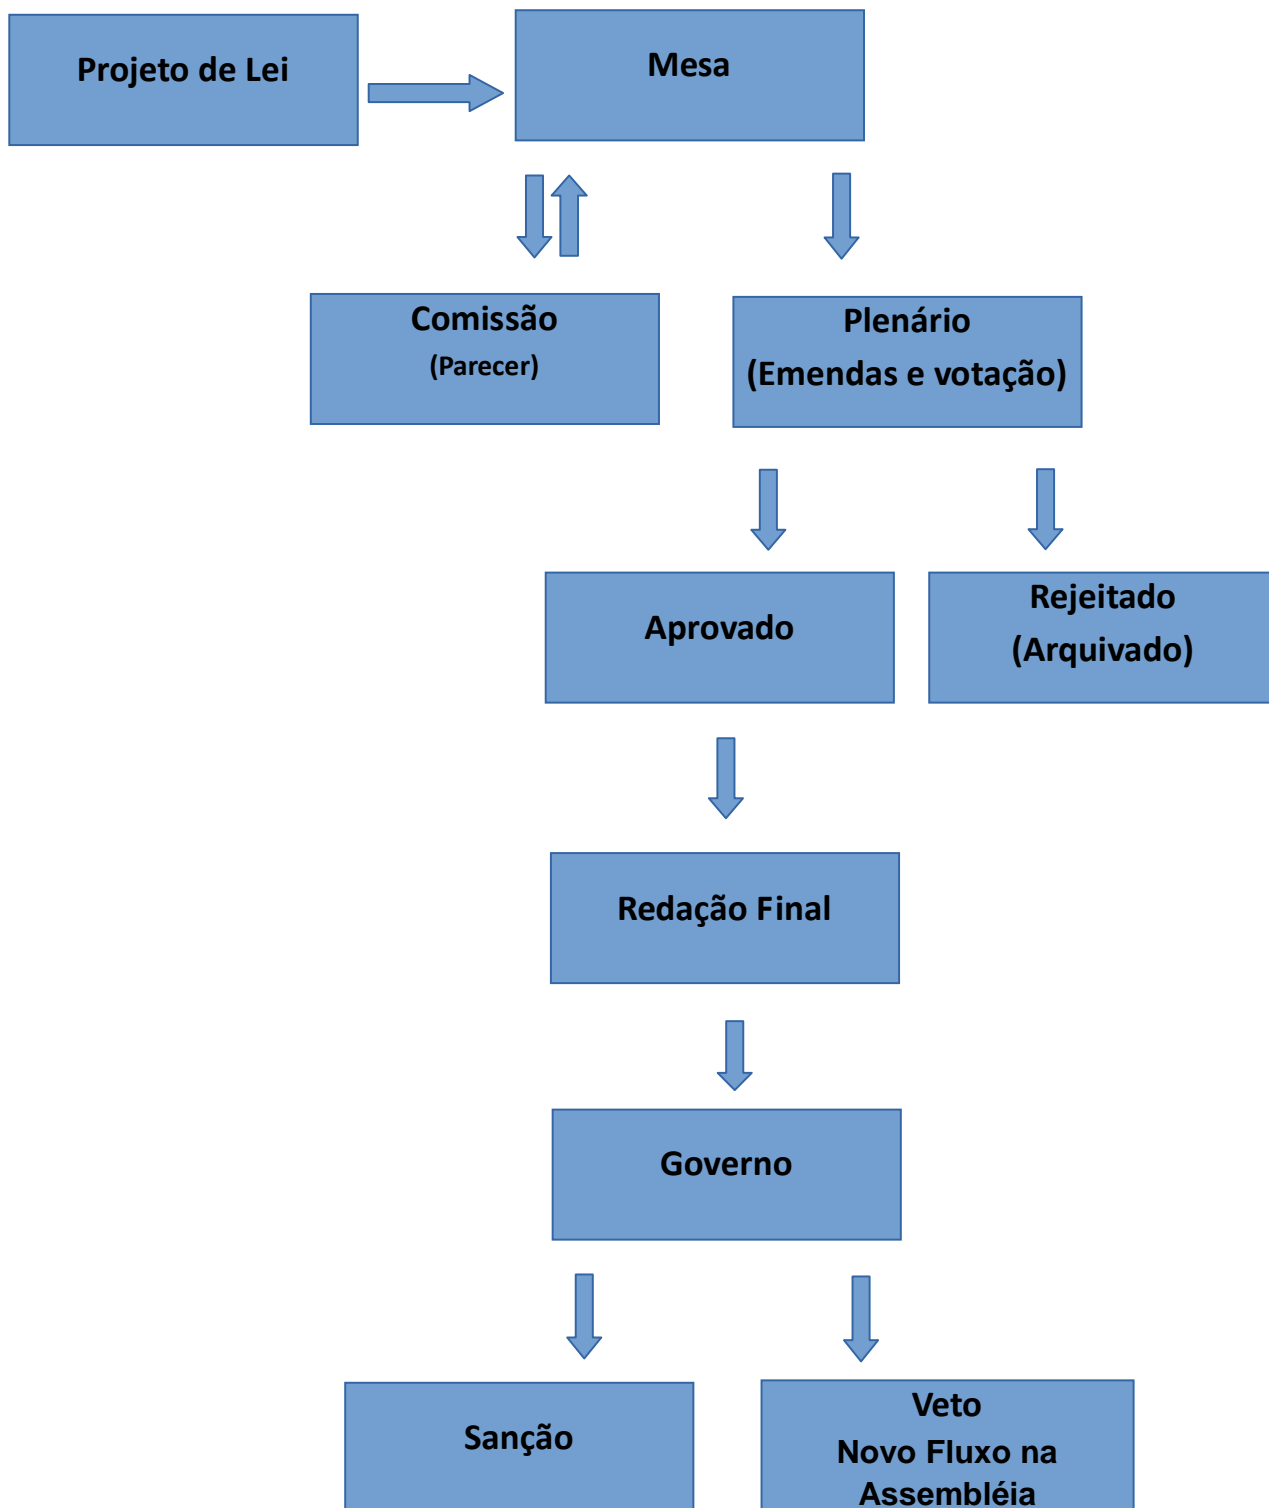 Projeto de Lei
Mesa
Comissão
(Parecer)
Plenário
(Emendas e votação)
Aprovado
Rejeitado
(Arquivado)
Redação Final
Governo
Sanção
Veto
Novo Fluxo na
Assembléia